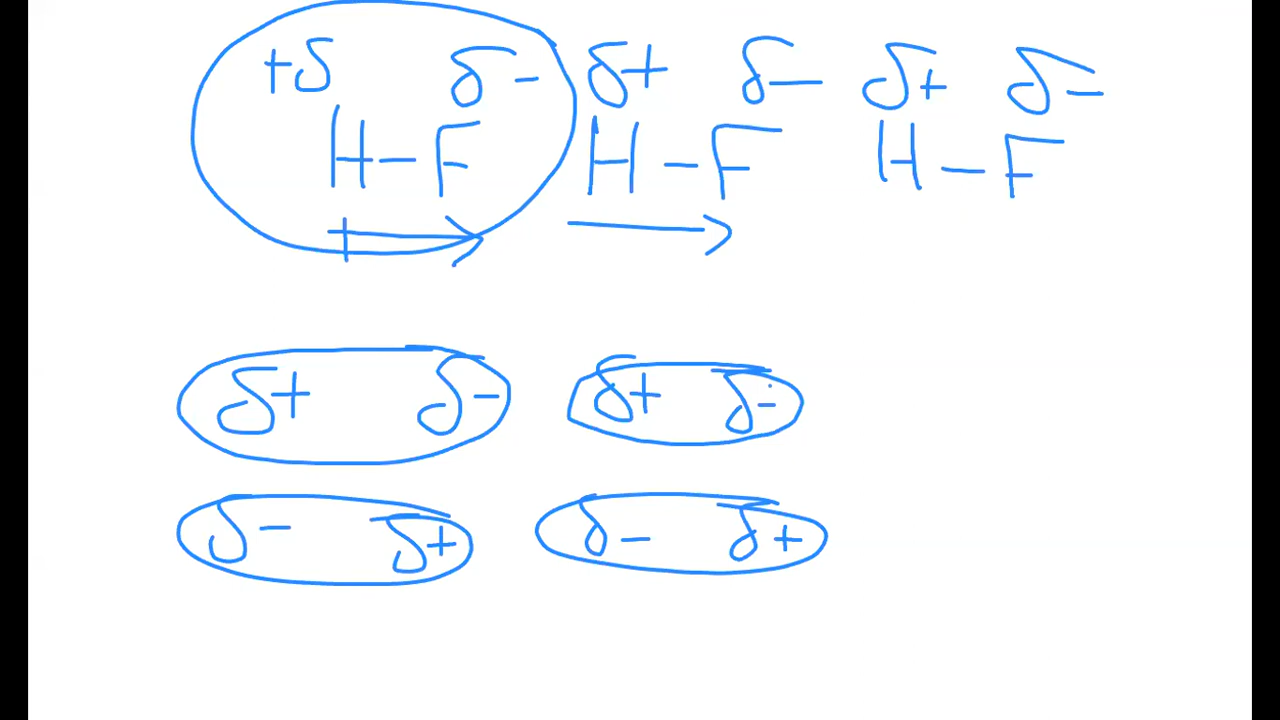 +δ δ- δ+ δ- δ+ δ-
H-F H-F H-F
δ+ δ- δ+ δ-
δ- δ+ δ- δ+